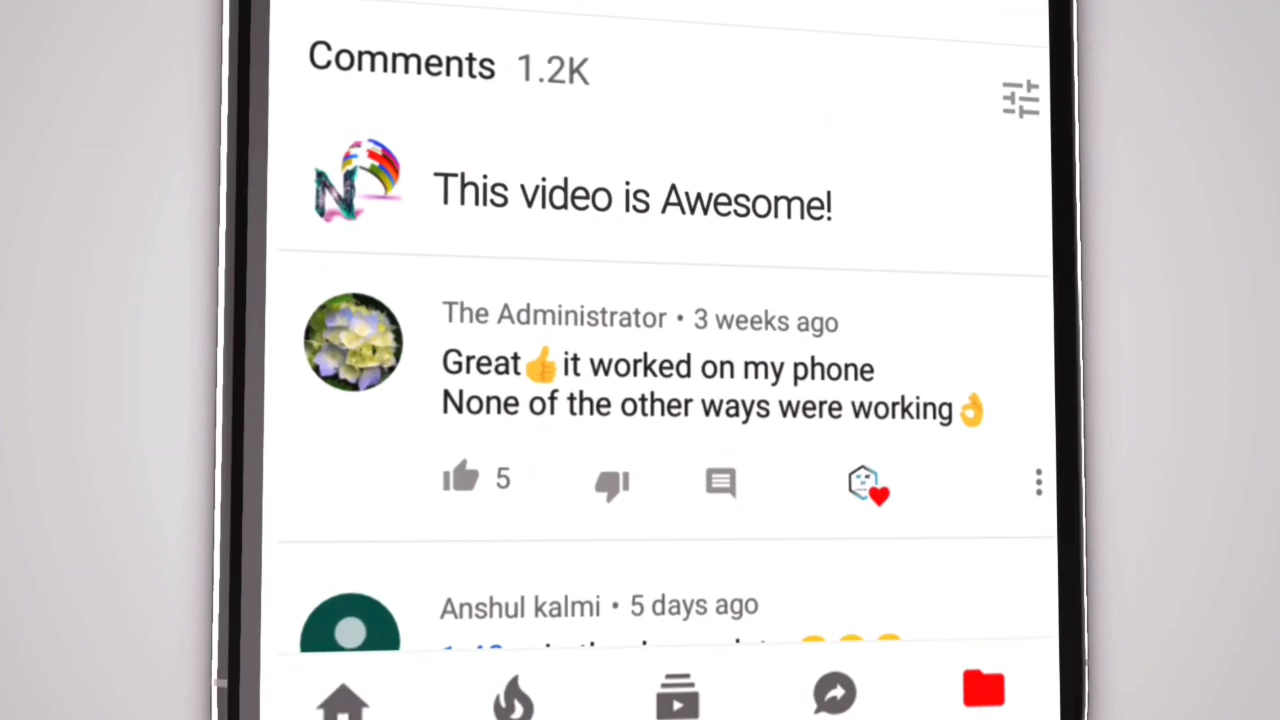 Comments 1.2K
This video is Awesome!
The Administrator • 3 weeks ago
Great👍it worked on my phone
None of the other ways were working👌
5
Anshul kalmi • 5 days ago